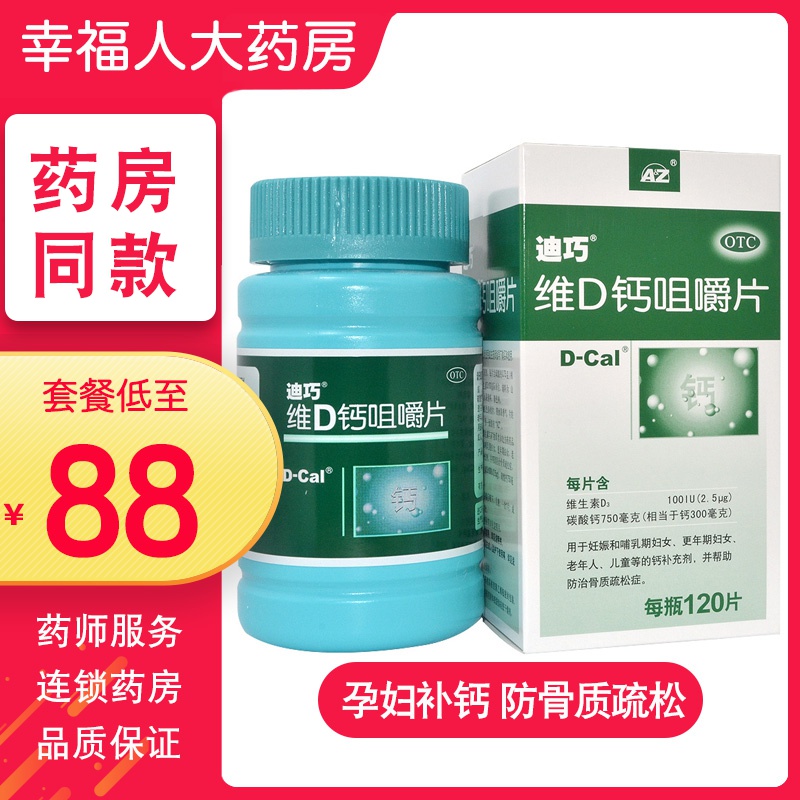 幸福人大药房
药房
同款
套餐低至
¥88
药师服务
连锁药房
品质保证
迪巧®
OTC
维D钙咀嚼片
D-Cal®
钙
A&Z®
迪巧®
OTC
维D钙咀嚼片
D-Cal®
钙
每片含
维生素D₃ 100IU(2.5μg)
碳酸钙750毫克(相当于钙300毫克)
用于妊娠和哺乳期妇女、更年期妇女、
老年人、儿童等的钙补充剂,并帮助
防治骨质疏松症。
每瓶120片
孕妇补钙 防骨质疏松